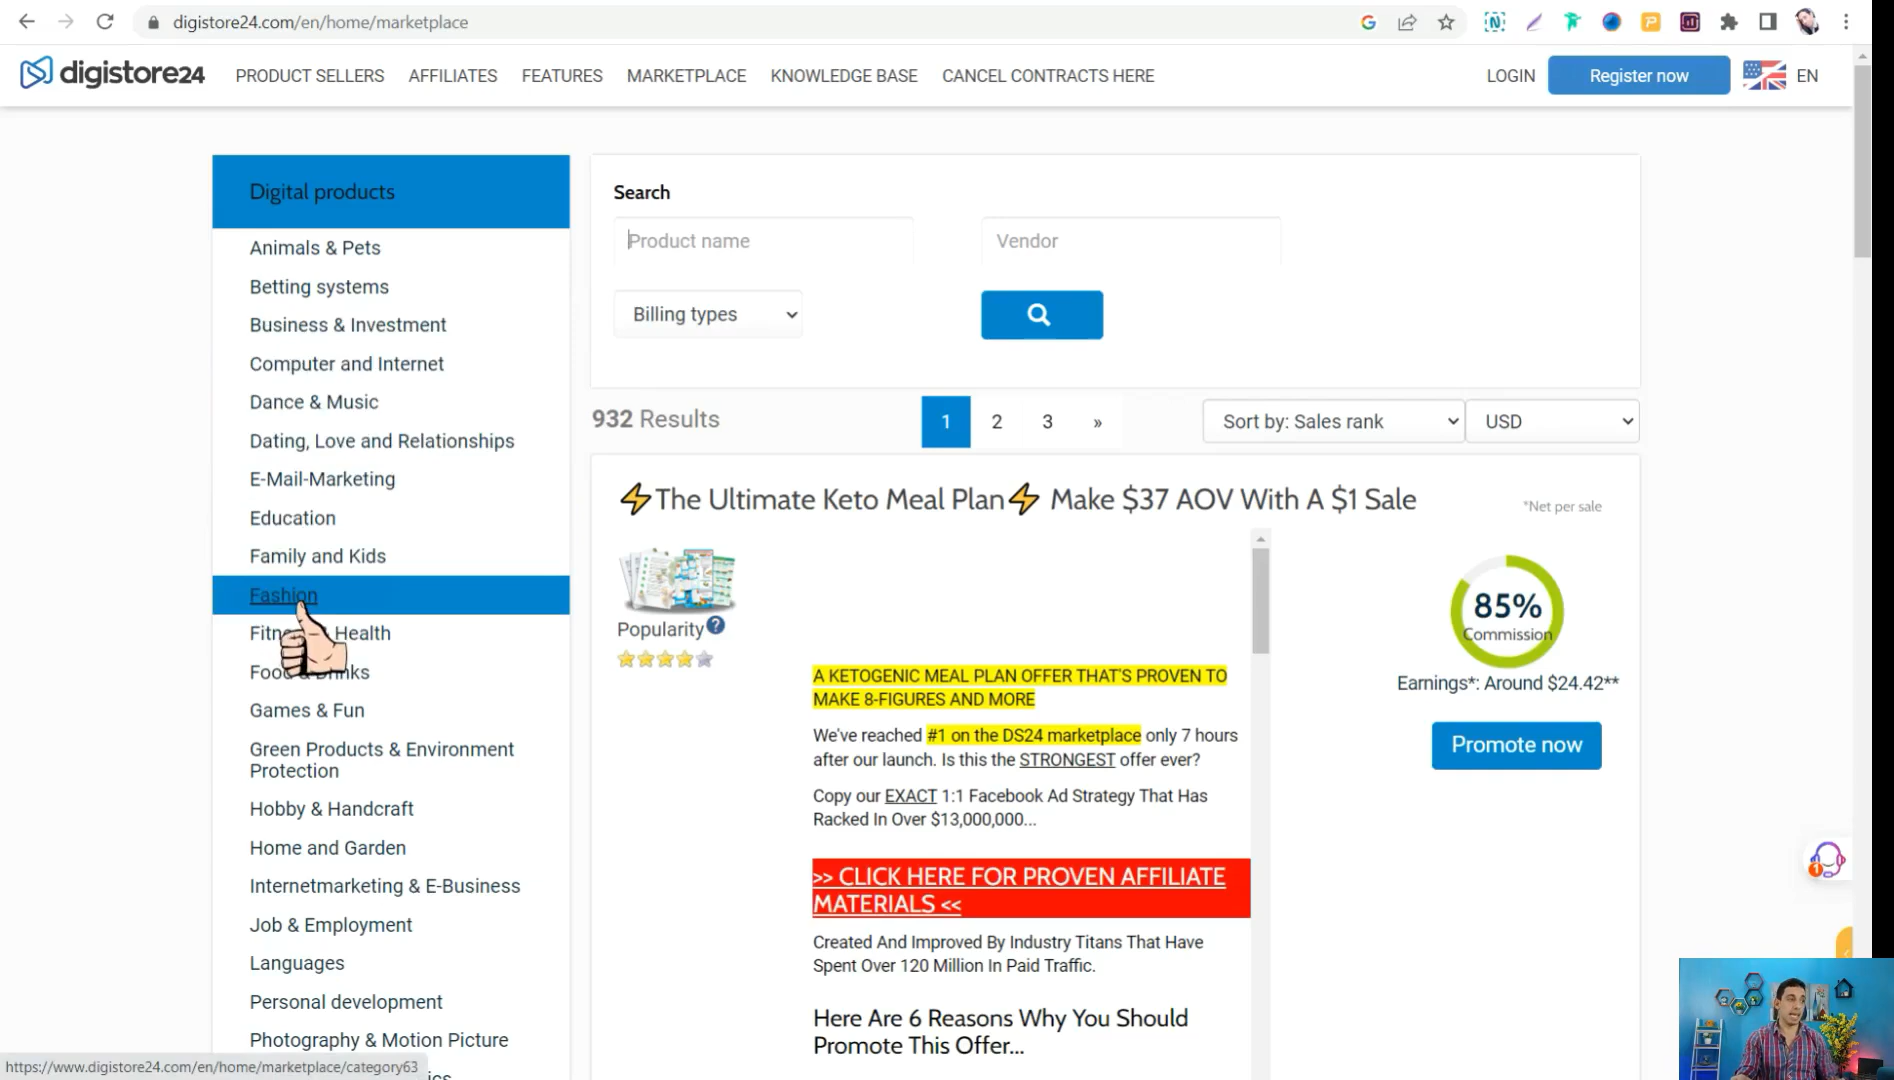 digistore24.com/en/home/marketplace
digistore24
PRODUCT SELLERS
AFFILIATES
FEATURES
MARKETPLACE
KNOWLEDGE BASE
CANCEL CONTRACTS HERE
LOGIN
Register now
EN
Digital products
Animals & Pets
Betting systems
Business & Investment
Computer and Internet
Dance & Music
Dating, Love and Relationships
E-Mail-Marketing
Education
Family and Kids
Fashion
Health
Food
Games & Fun
Green Products & Environment
Protection
Hobby & Handcraft
Home and Garden
Internetmarketing & E-Business
Job & Employment
Languages
Personal development
Photography & Motion Picture
https://www.digistore24.com/en/home/marketplace/category63
Search
Product name
Vendor
Billing types
932 Results
1
2
3
»
Sort by: Sales rank
USD
⚡The Ultimate Keto Meal Plan⚡ Make $37 AOV With A $1 Sale
*Net per sale
Popularity ?
A KETOGENIC MEAL PLAN OFFER THAT'S PROVEN TO
MAKE 8-FIGURES AND MORE
We've reached #1 on the DS24 marketplace only 7 hours
after our launch. Is this the STRONGEST offer ever?
Copy our EXACT 1:1 Facebook Ad Strategy That Has
Racked In Over $13,000,000...
>> CLICK HERE FOR PROVEN AFFILIATE
MATERIALS <<
Created And Improved By Industry Titans That Have
Spent Over 120 Million In Paid Traffic.
Here Are 6 Reasons Why You Should
Promote This Offer...
85%
Commission
Earnings*: Around $24.42**
Promote now
1